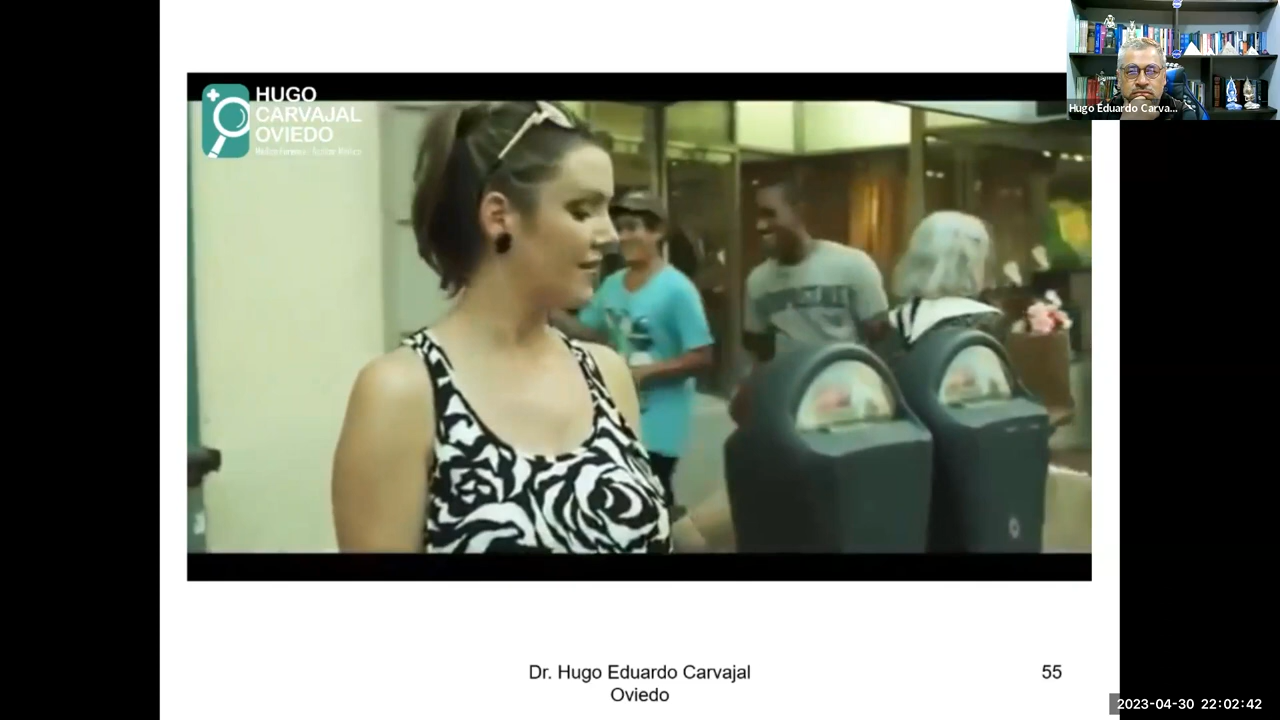 HUGO
CARVAJAL
OVIEDO
Hugo Eduardo Carva...
Dr. Hugo Eduardo Carvajal
Oviedo
55
2023-04-30 22:02:42